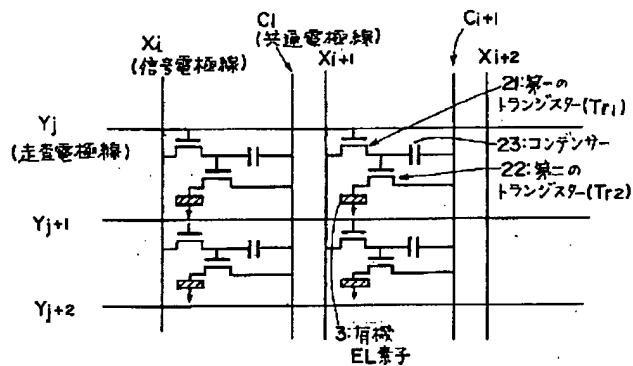 Xi
(信号電極線)
Ci
(共通電極線)
Xi+1
Ci+1
Xi+2
21:第一の
トランジスター(Tr1)
Yj
(走査電極線)
23:コンデンサー
22:第二の
トランジスター(Tr2)
Yj+1
Yj+2
3:有機
EL素子